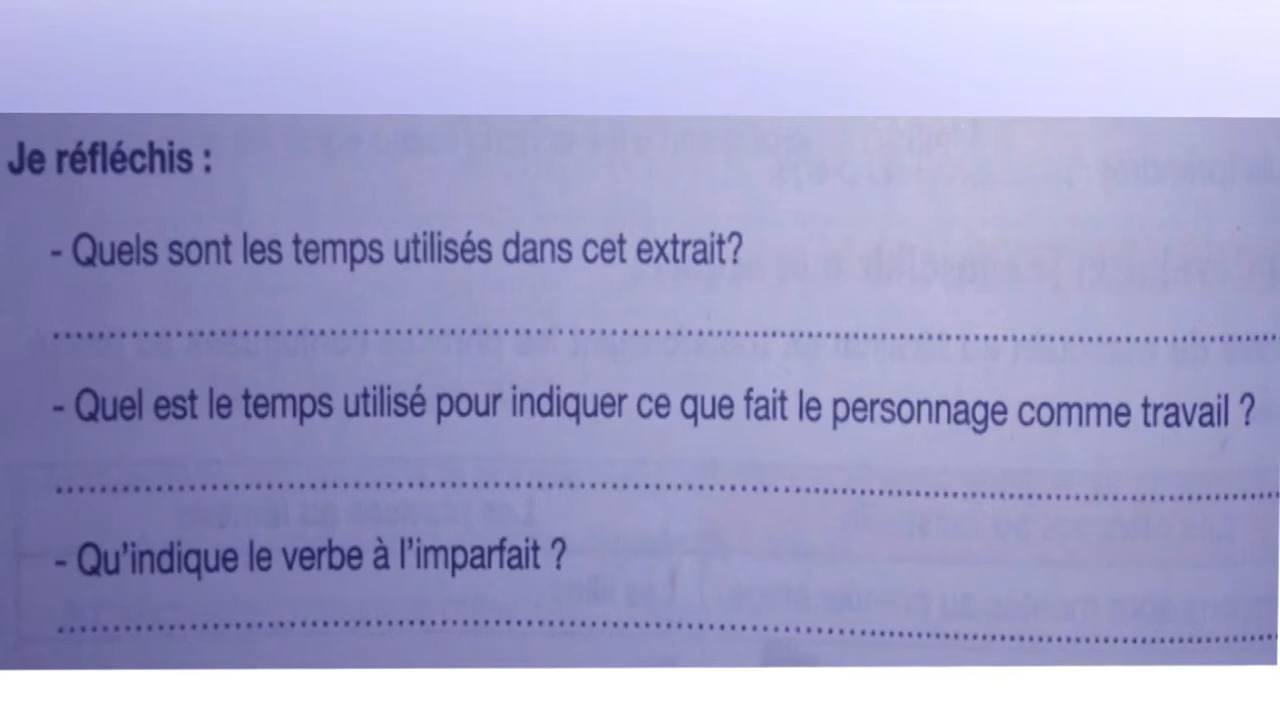 Je réfléchis :
- Quels sont les temps utilisés dans cet extrait?
- Quel est le temps utilisé pour indiquer ce que fait le personnage comme travail ?
- Qu'indique le verbe à l'imparfait ?